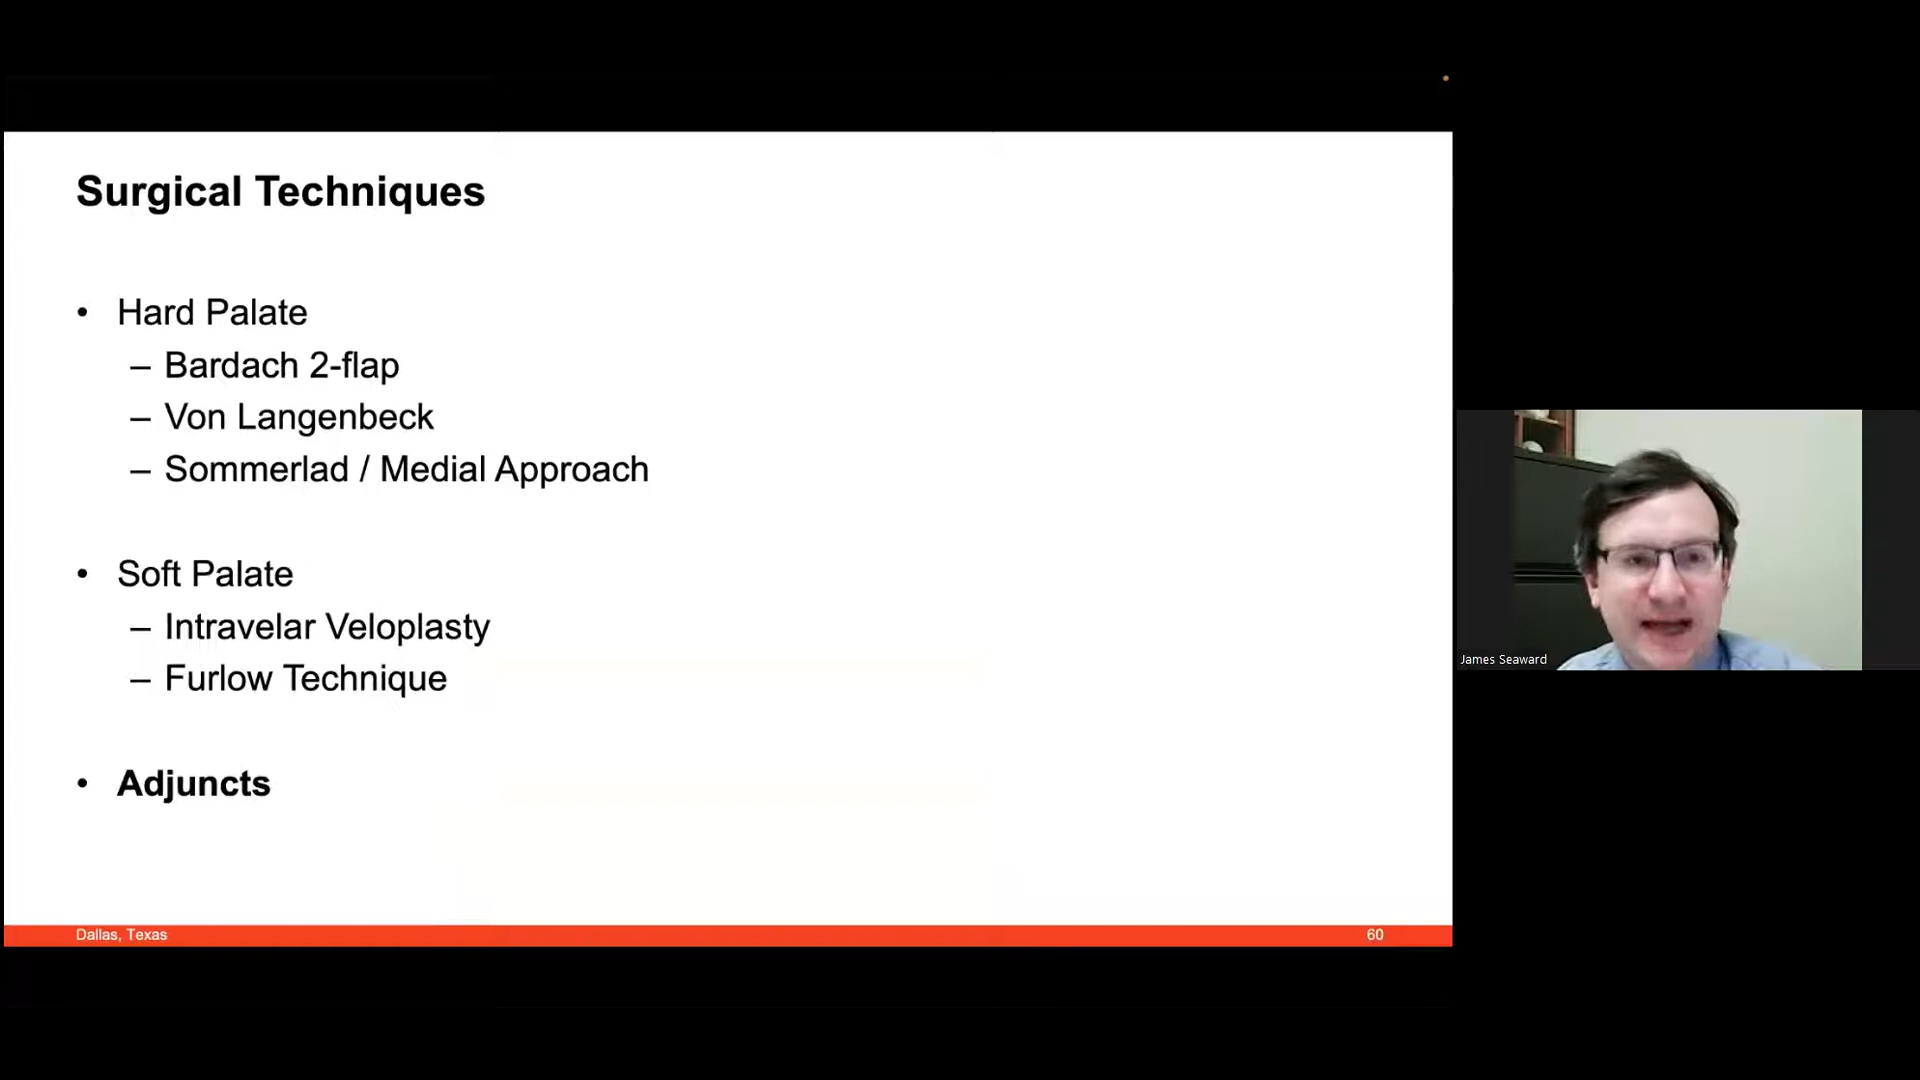 Surgical Techniques
• Hard Palate
– Bardach 2-flap
– Von Langenbeck
– Sommerlad / Medial Approach
• Soft Palate
– Intravelar Veloplasty
– Furlow Technique
• Adjuncts
Dallas, Texas
60
James Seaward